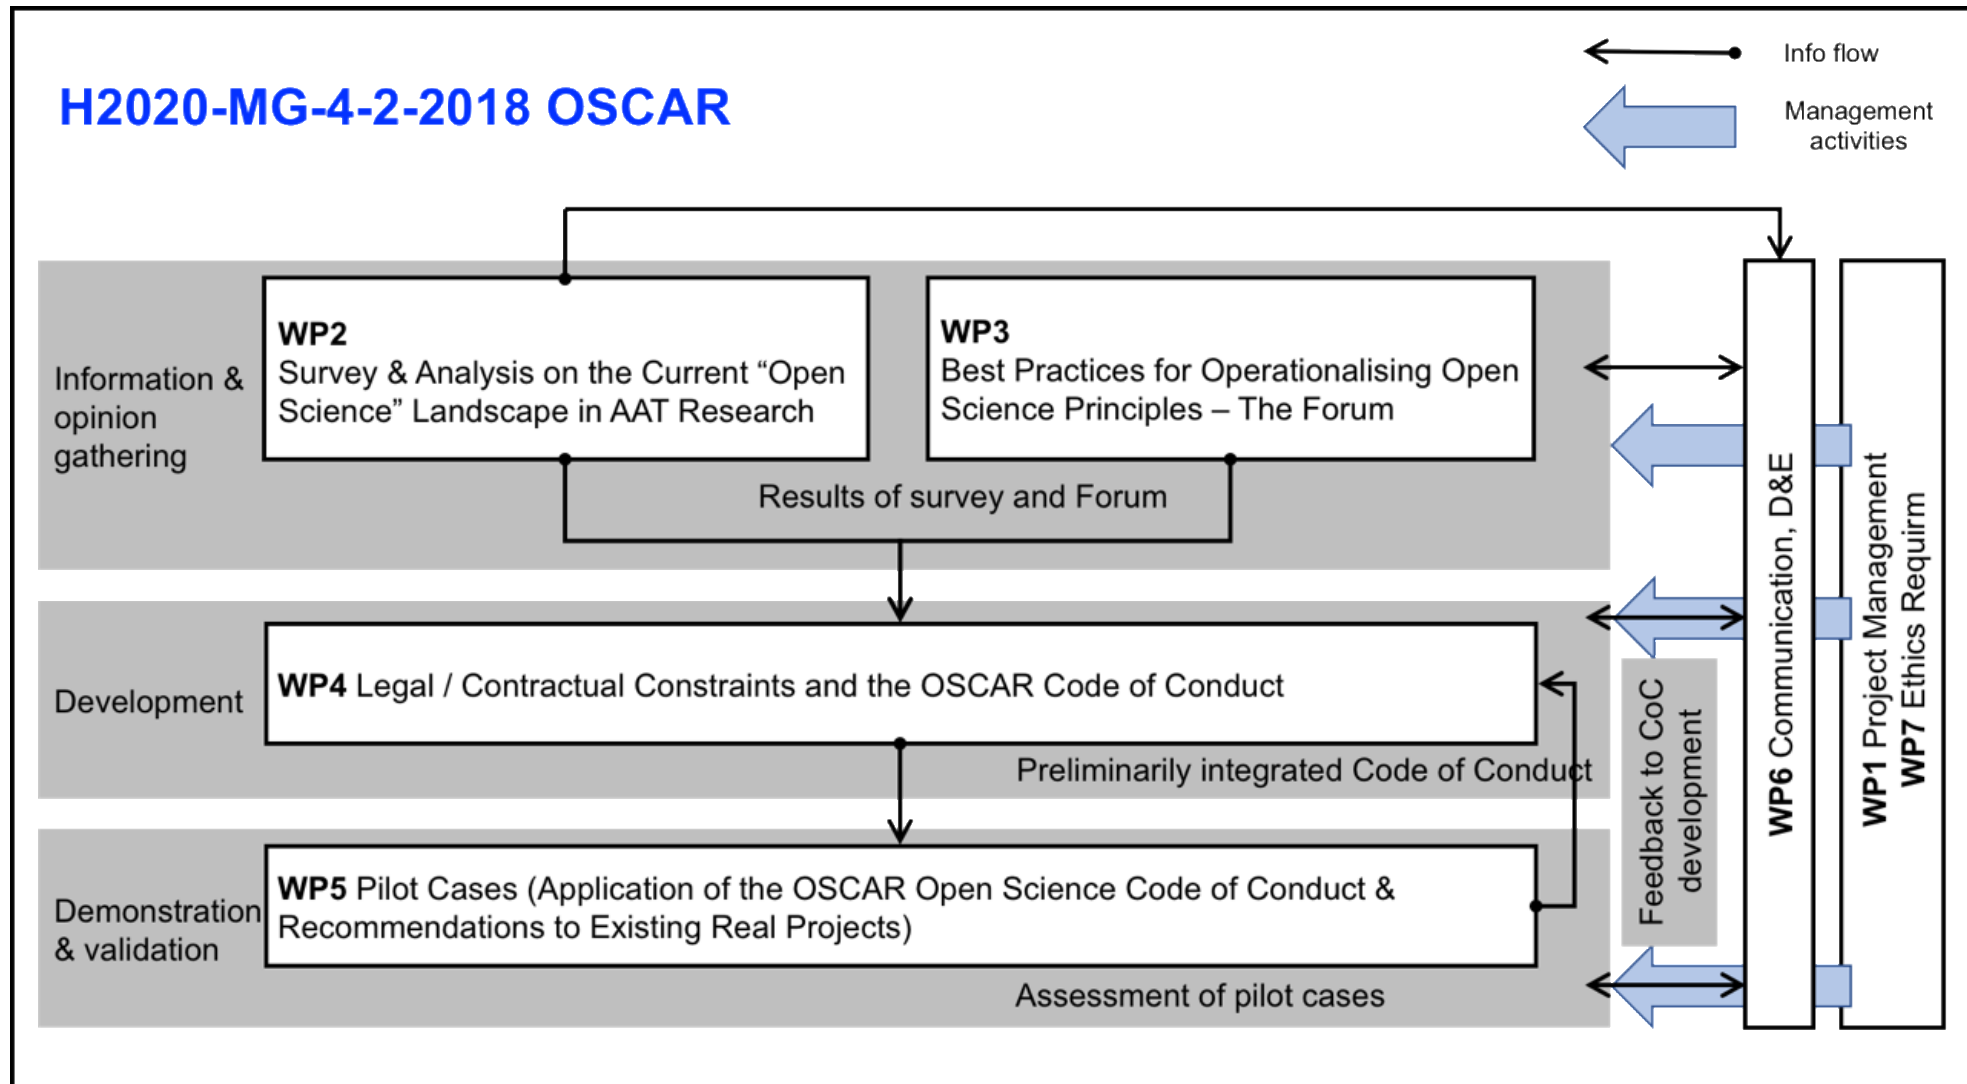 H2020-MG-4-2-2018 OSCAR
Info flow
Management
activities
Information &
opinion
gathering
WP2
Survey & Analysis on the Current “Open
Science” Landscape in AAT Research
WP3
Best Practices for Operationalising Open
Science Principles – The Forum
Results of survey and Forum
Development
WP4 Legal / Contractual Constraints and the OSCAR Code of Conduct
Preliminarily integrated Code of Conduct
Demonstration
& validation
WP5 Pilot Cases (Application of the OSCAR Open Science Code of Conduct &
Recommendations to Existing Real Projects)
Assessment of pilot cases
Feedback to CoC
development
WP6 Communication, D&E
WP1 Project Management
WP7 Ethics Requirm